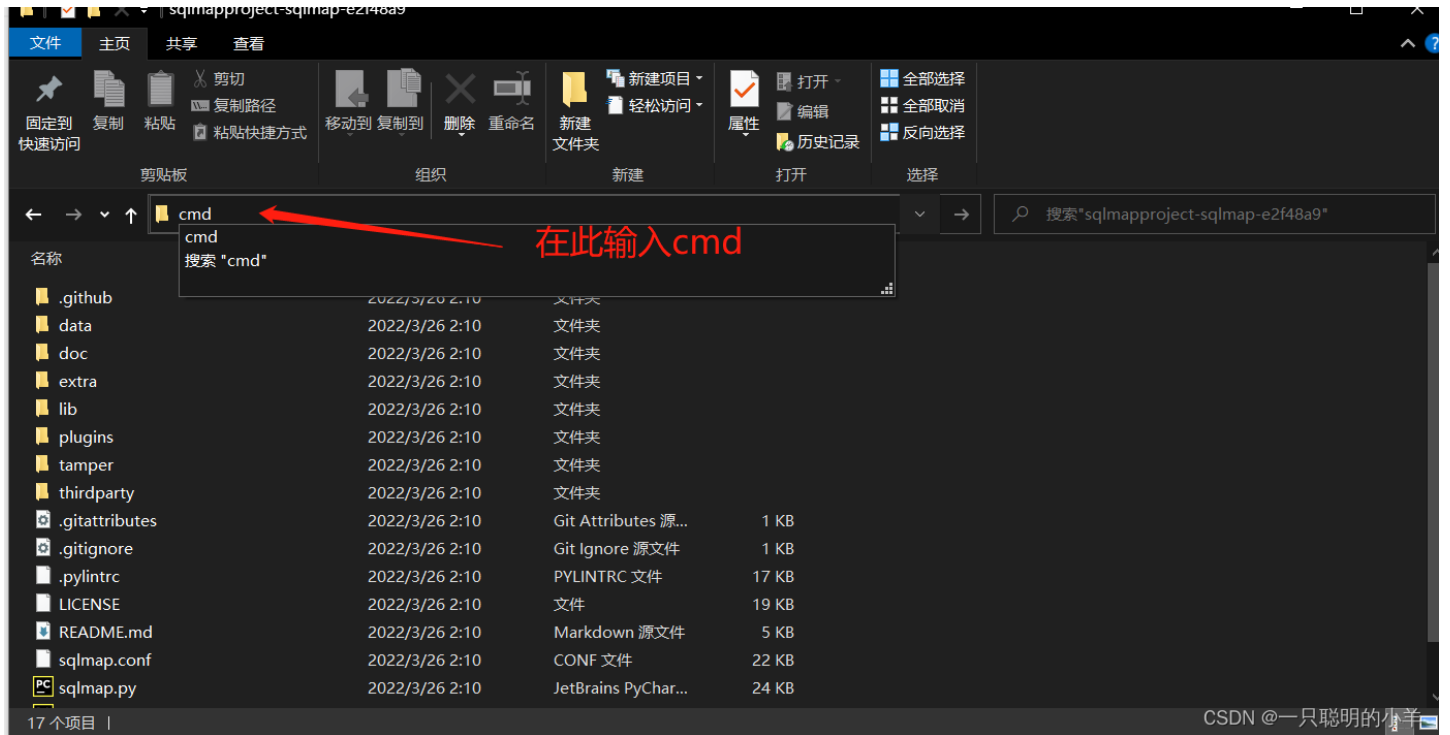 sqlmapproject-sqlmap-e2f48a9
文件 主页 共享 查看
固定到快速访问 复制 粘贴 剪切 复制路径 粘贴快捷方式
移动到 复制到 删除 重命名
新建文件夹 新建项目 轻松访问
属性 打开 编辑 历史记录
全部选择 全部取消 反向选择
剪贴板 组织 新建 打开 选择
cmd 搜索"sqlmapproject-sqlmap-e2f48a9"
cmd
搜索 "cmd"
在此输入cmd
名称
.github 2022/3/26 2:10 文件夹
data 2022/3/26 2:10 文件夹
doc 2022/3/26 2:10 文件夹
extra 2022/3/26 2:10 文件夹
lib 2022/3/26 2:10 文件夹
plugins 2022/3/26 2:10 文件夹
tamper 2022/3/26 2:10 文件夹
thirdparty 2022/3/26 2:10 文件夹
.gitattributes 2022/3/26 2:10 Git Attributes 源... 1 KB
.gitignore 2022/3/26 2:10 Git Ignore 源文件 1 KB
.pylintrc 2022/3/26 2:10 PYLINTRC 文件 17 KB
LICENSE 2022/3/26 2:10 文件 19 KB
README.md 2022/3/26 2:10 Markdown 源文件 5 KB
sqlmap.conf 2022/3/26 2:10 CONF 文件 22 KB
sqlmap.py 2022/3/26 2:10 JetBrains PyChar... 24 KB
17 个项目
CSDN @一只聪明的小羊